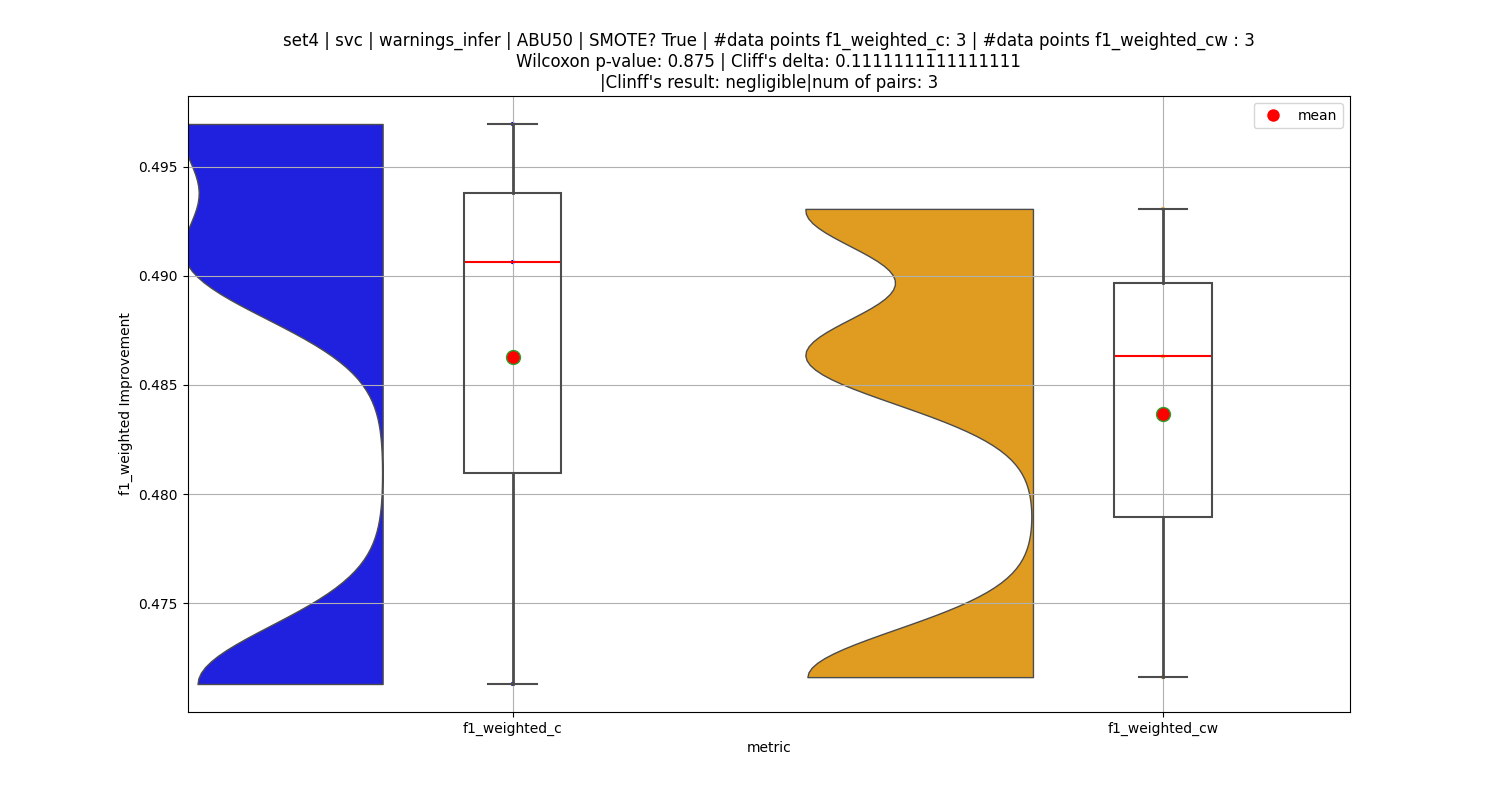 set4 | svc | warnings_infer | ABU50 | SMOTE? True | #data points f1_weighted_c: 3 | #data points f1_weighted_cw : 3
Wilcoxon p-value: 0.875 | Cliff's delta: 0.1111111111111111
|Clinff's result: negligible|num of pairs: 3
mean
0.495
0.490
0.485
0.480
0.475
f1_weighted Improvement
f1_weighted_c
f1_weighted_cw
metric